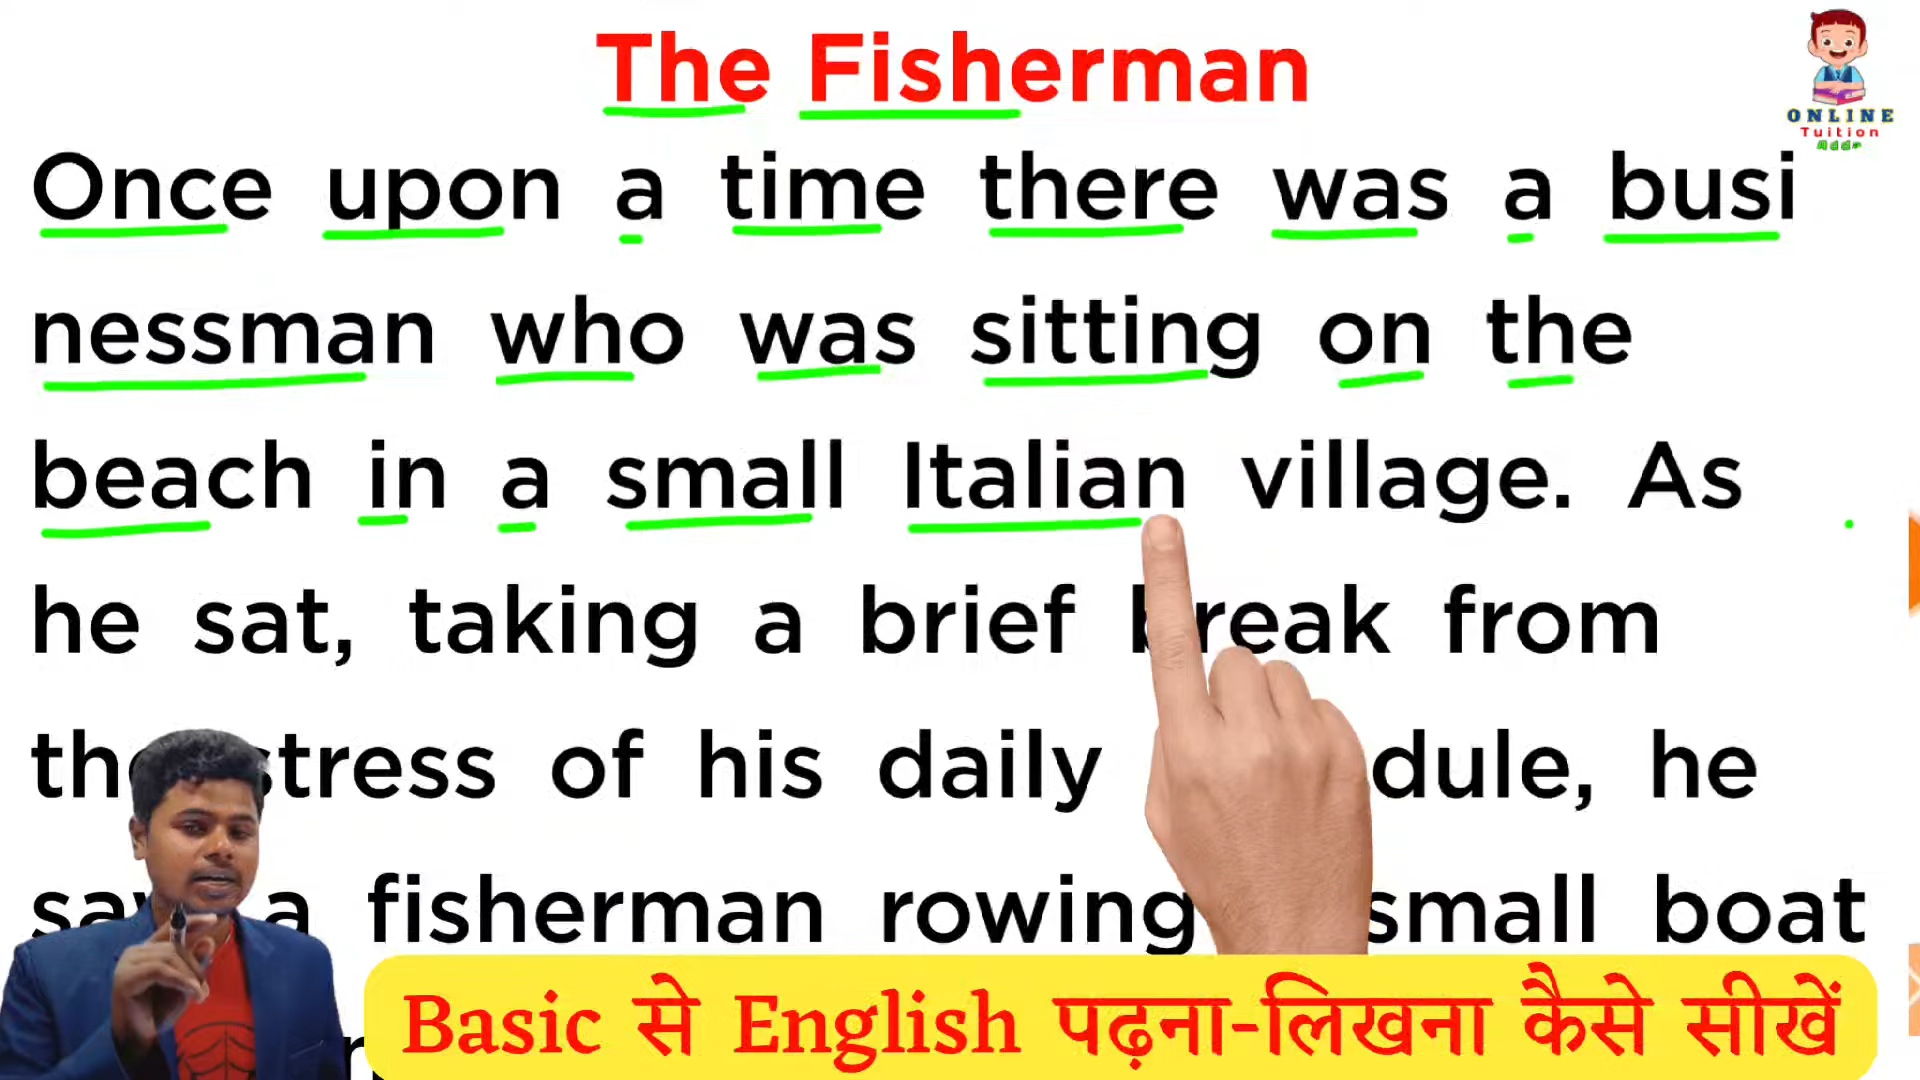 The Fisherman
ONLINE
Tuition
Once upon a time there was a busi
nessman who was sitting on the
beach in a small Italian village. As
he sat, taking a brief break from
stress of his daily dule, he
a fisherman rowing small boat
Basic से English पढ़ना-लिखना कैसे सीखें